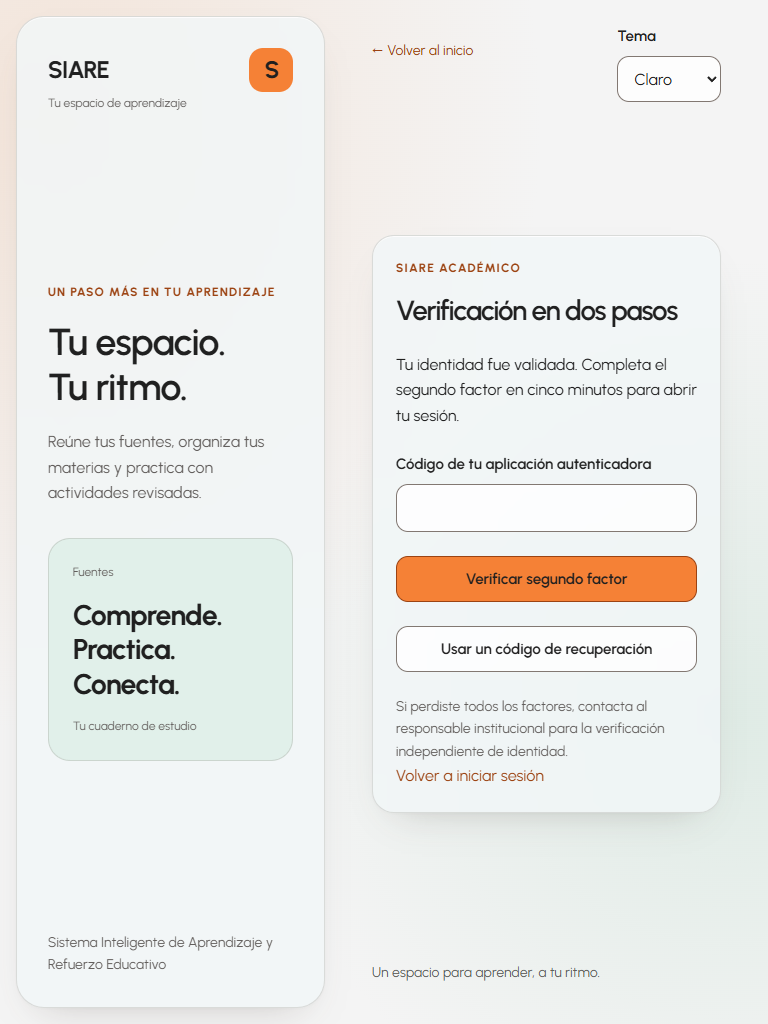 SIARE
S
Tu espacio de aprendizaje
UN PASO MÁS EN TU APRENDIZAJE
Tu espacio.
Tu ritmo.
Reúne tus fuentes, organiza tus
materias y practica con
actividades revisadas.
Fuentes
Comprende.
Practica.
Conecta.
Tu cuaderno de estudio
Sistema Inteligente de Aprendizaje y
Refuerzo Educativo
← Volver al inicio
Tema
Claro
SIARE ACADÉMICO
Verificación en dos pasos
Tu identidad fue validada. Completa el
segundo factor en cinco minutos para abrir
tu sesión.
Código de tu aplicación autenticadora
Verificar segundo factor
Usar un código de recuperación
Si perdiste todos los factores, contacta al
responsable institucional para la verificación
independiente de identidad.
Volver a iniciar sesión
Un espacio para aprender, a tu ritmo.